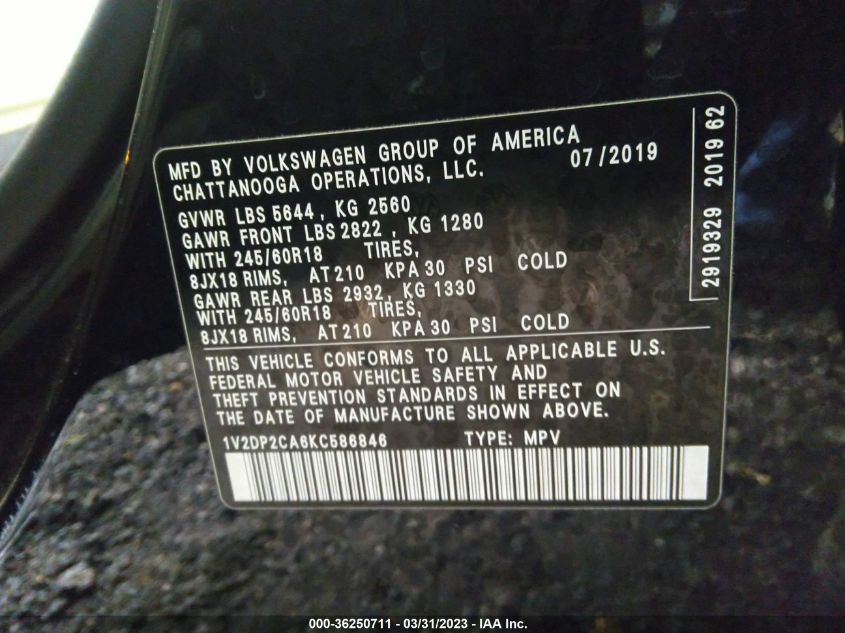 MFD BY VOLKSWAGEN GROUP OF AMERICA
CHATTANOOGA OPERATIONS, LLC. 07/2019
GVWR LBS 5644, KG 2560
GAWR FRONT LBS 2822, KG 1280
WITH 245/60R18 TIRES,
8JX18 RIMS, AT 210 KPA 30 PSI COLD
GAWR REAR LBS 2932, KG 1330
WITH 245/60R18 TIRES,
8JX18 RIMS, AT 210 KPA 30 PSI COLD
THIS VEHICLE CONFORMS TO ALL APPLICABLE U.S.
FEDERAL MOTOR VEHICLE SAFETY AND
THEFT PREVENTION STANDARDS IN EFFECT ON
THE DATE OF MANUFACTURE SHOWN ABOVE.
1V2DP2CA6KC586846 TYPE: MPV
2919329 2019 62
000-36250711 - 03/31/2023 - IAA Inc.